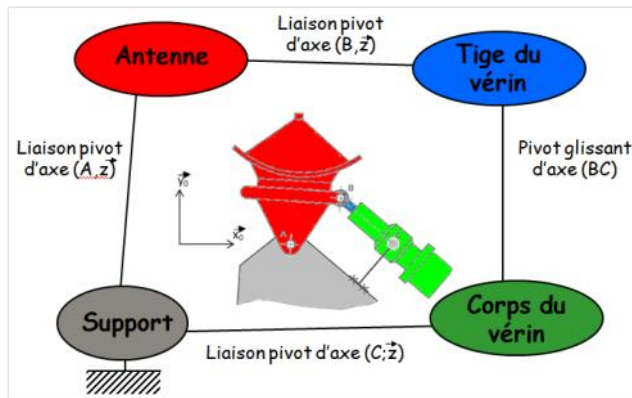 Liaison pivot
d'axe (B,z)
Antenne
Tige du
vérin
Liaison pivot
d'axe (A,z)
Pivot glissant
d'axe (BC)
y₀
x₀
A
B
Support
Corps du
vérin
Liaison pivot d'axe (C;z)